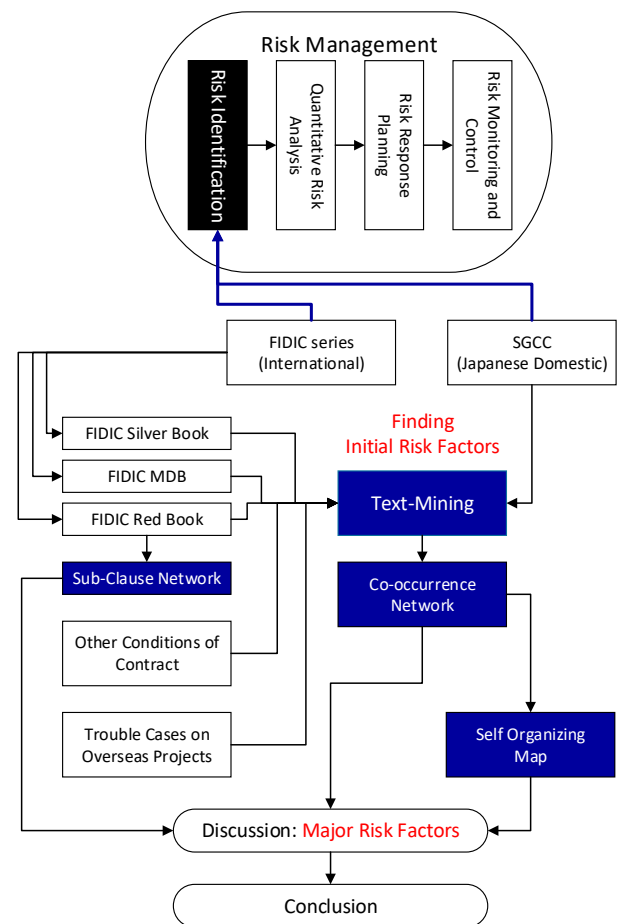 Risk Management
Risk Identification
Quantitative Risk
Analysis
Risk Response
Planning
Risk Monitoring and
Control
FIDIC series
(International)
SGCC
(Japanese Domestic)
Finding
Initial Risk Factors
FIDIC Silver Book
FIDIC MDB
FIDIC Red Book
Text-Mining
Sub-Clause Network
Co-occurrence
Network
Other Conditions of
Contract
Trouble Cases on
Overseas Projects
Self Organizing
Map
Discussion: Major Risk Factors
Conclusion